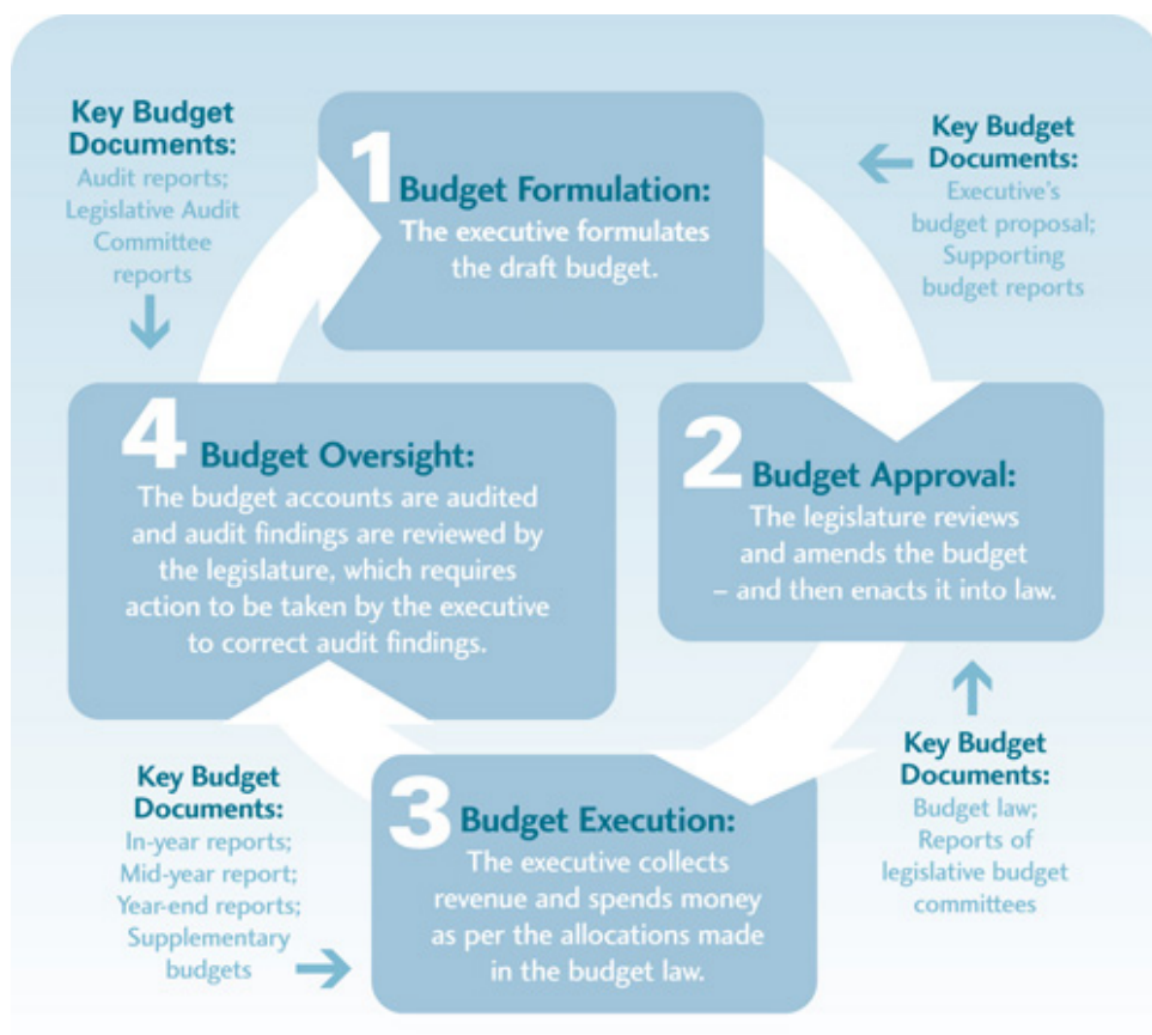 Key Budget
Documents:
Audit reports;
Legislative Audit
Committee
reports
1
Budget Formulation:
The executive formulates
the draft budget.
Key Budget
Documents:
Executive's
budget proposal;
Supporting
budget reports
2
Budget Approval:
The legislature reviews
and amends the budget
– and then enacts it into law.
Key Budget
Documents:
Budget law;
Reports of
legislative budget
committees
3
Budget Execution:
The executive collects
revenue and spends money
as per the allocations made
in the budget law.
Key Budget
Documents:
In-year reports;
Mid-year report;
Year-end reports;
Supplementary
budgets
4
Budget Oversight:
The budget accounts are audited
and audit findings are reviewed by
the legislature, which requires
action to be taken by the executive
to correct audit findings.